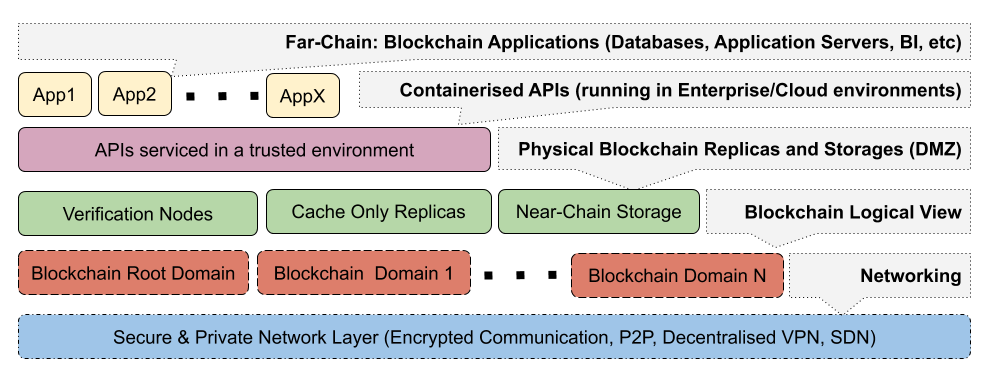 Far-Chain: Blockchain Applications (Databases, Application Servers, BI, etc)
App1
App2
AppX
Containerised APIs (running in Enterprise/Cloud environments)
APIs serviced in a trusted environment
Physical Blockchain Replicas and Storages (DMZ)
Verification Nodes
Cache Only Replicas
Near-Chain Storage
Blockchain Logical View
Blockchain Root Domain
Blockchain Domain 1
Blockchain Domain N
Networking
Secure & Private Network Layer (Encrypted Communication, P2P, Decentralised VPN, SDN)